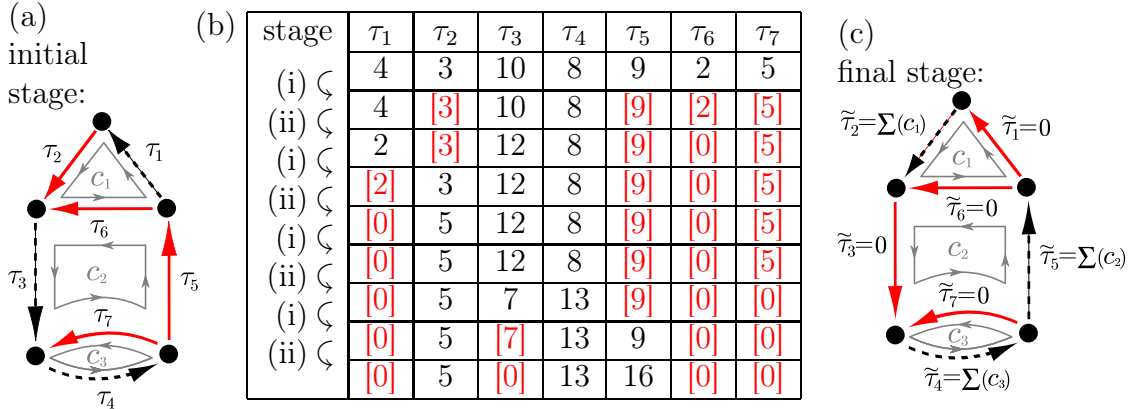 (a)
initial
stage:
τ₂
τ₁
c₁
τ₆
τ₃
c₂
τ₅
τ₇
c₃
τ₄
(b)
stage τ₁ τ₂ τ₃ τ₄ τ₅ τ₆ τ₇
4 3 10 8 9 2 5
(i)
4 [3] 10 8 [9] [2] [5]
(ii)
2 [3] 12 8 [9] [0] [5]
(i)
[2] 3 12 8 [9] [0] [5]
(ii)
[0] 5 12 8 [9] [0] [5]
(i)
[0] 5 12 8 [9] [0] [5]
(ii)
[0] 5 7 13 [9] [0] [0]
(i)
[0] 5 [7] 13 9 [0] [0]
(ii)
[0] 5 [0] 13 16 [0] [0]
(c)
final stage:
τ̃₂=Σ(c₁)
τ̃₁=0
c₁
τ̃₆=0
τ̃₃=0
c₂
τ̃₅=Σ(c₂)
τ̃₇=0
c₃
τ̃₄=Σ(c₃)